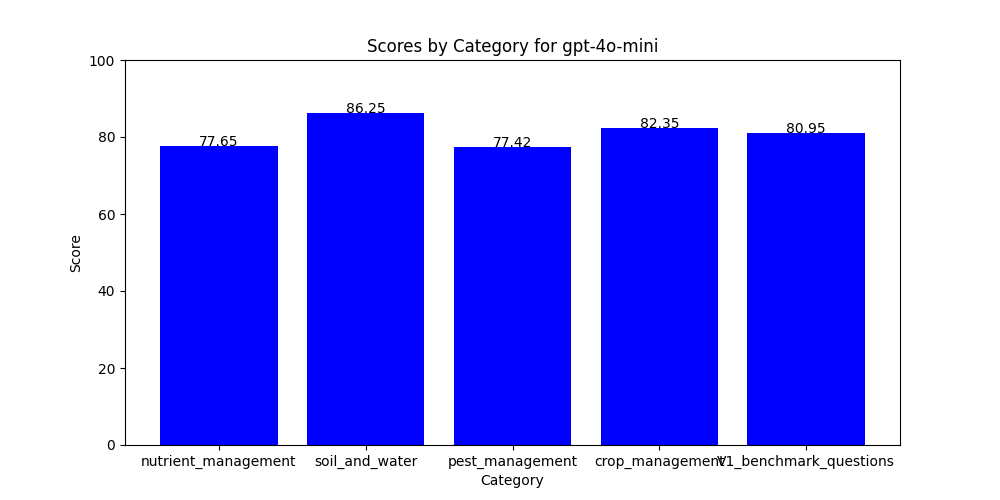 Scores by Category for gpt-4o-mini
100
80
60
40
20
0
Score
77.65
86.25
77.42
82.35
80.95
nutrient_management
soil_and_water
pest_management
crop_management
V1_benchmark_questions
Category